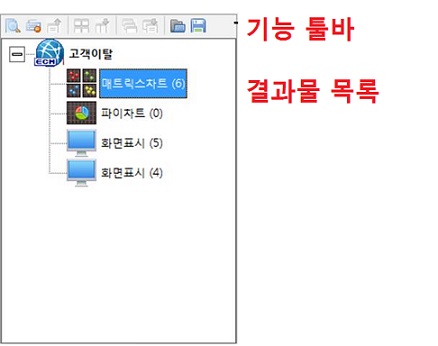 기능 툴바
ECM 고객이탈
결과물 목록
매트릭스차트 (6)
파이차트 (0)
화면표시 (5)
화면표시 (4)